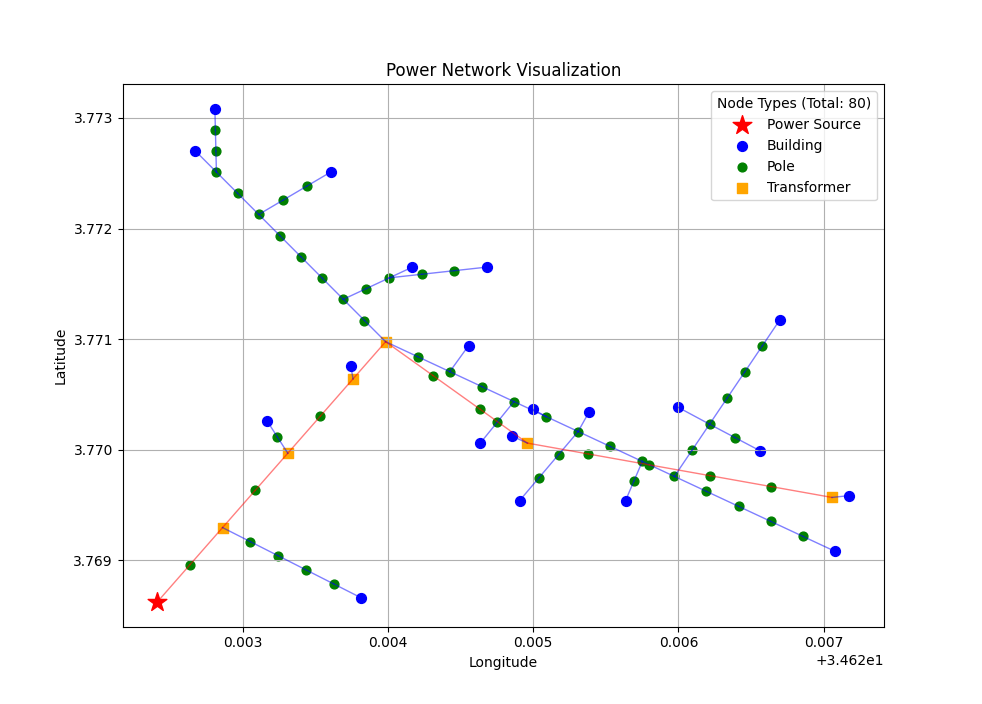 Power Network Visualization
Node Types (Total: 80)
Power Source
Building
Pole
Transformer
3.773
3.772
3.771
3.770
3.769
Latitude
0.003
0.004
0.005
0.006
0.007
+3.462e1
Longitude